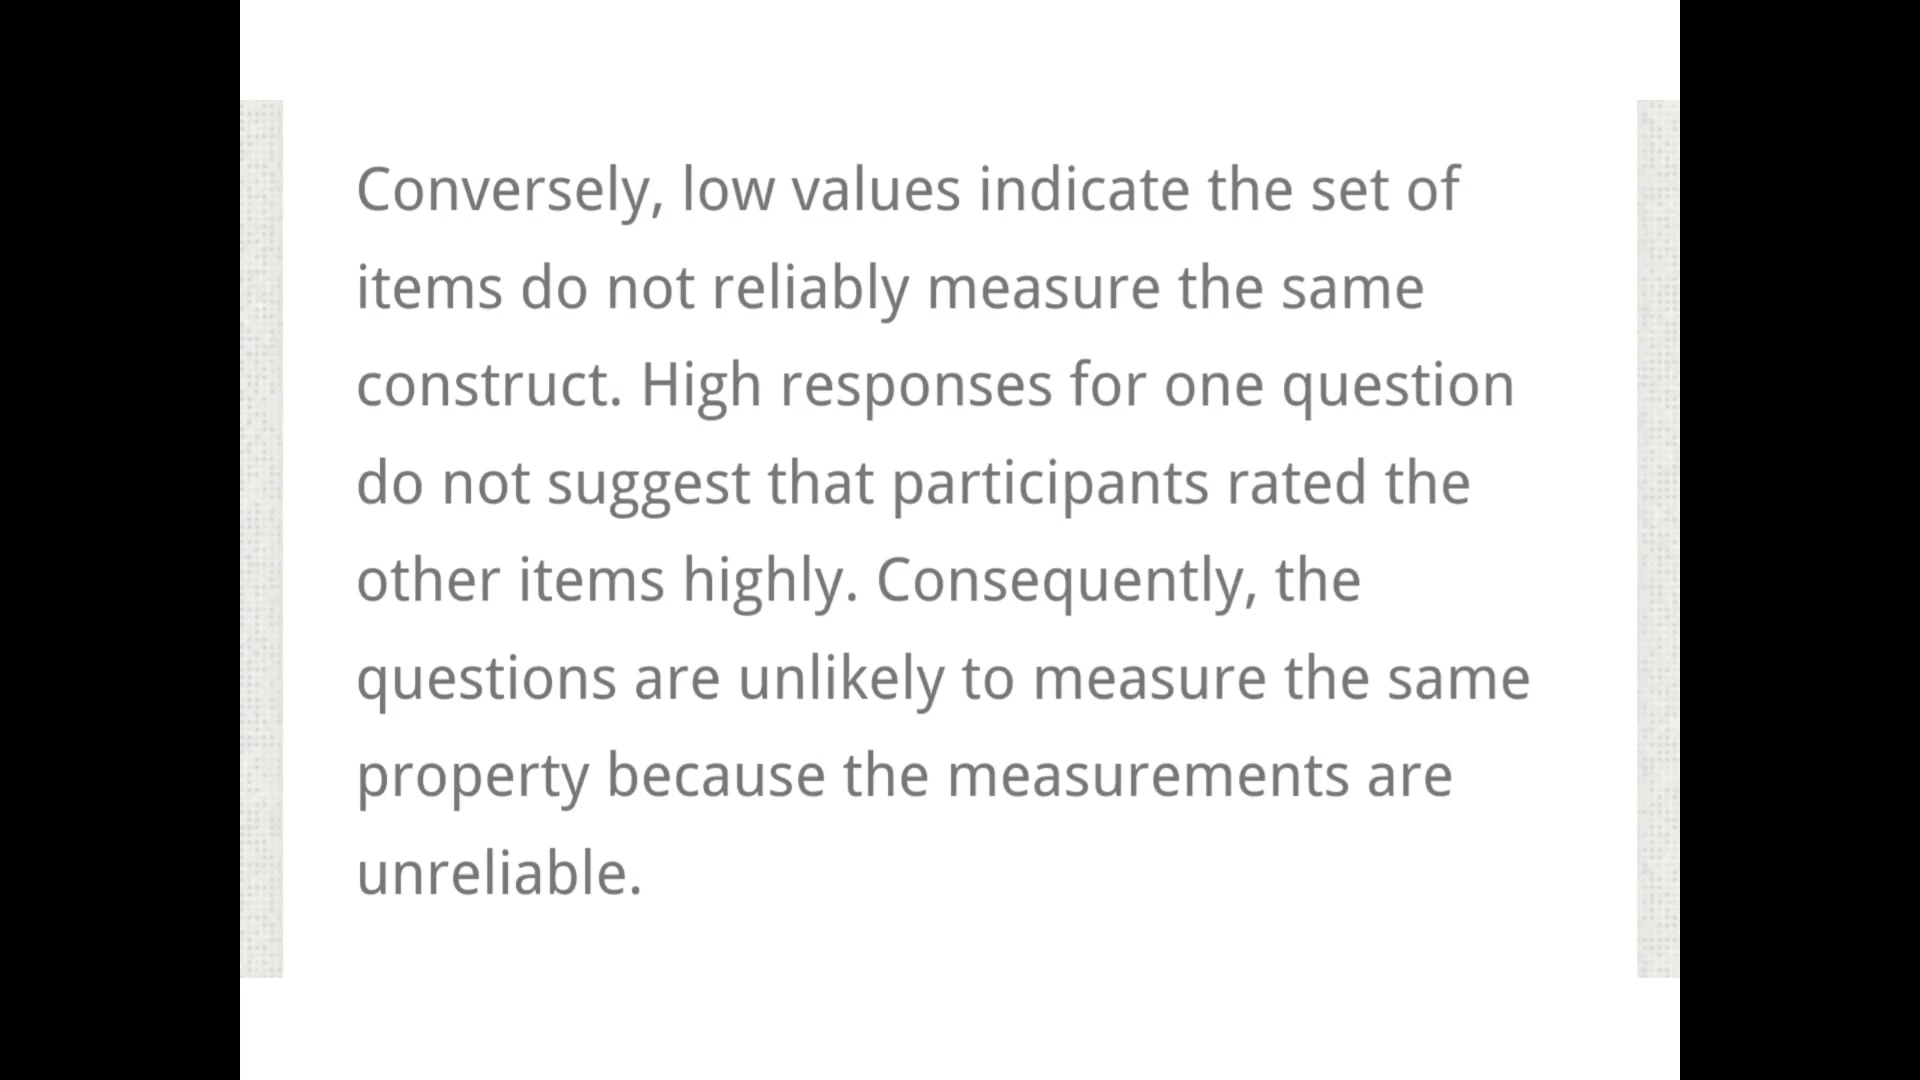 Conversely, low values indicate the set of
items do not reliably measure the same
construct. High responses for one question
do not suggest that participants rated the
other items highly. Consequently, the
questions are unlikely to measure the same
property because the measurements are
unreliable.